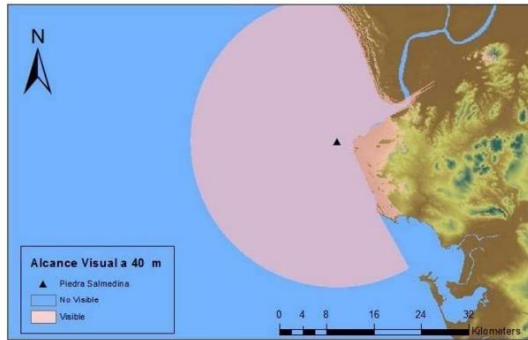 N
Alcance Visual a 40 m
Piedra Salmedina
No Visible
Visible
0 4 8 16 24 32
Kilometers